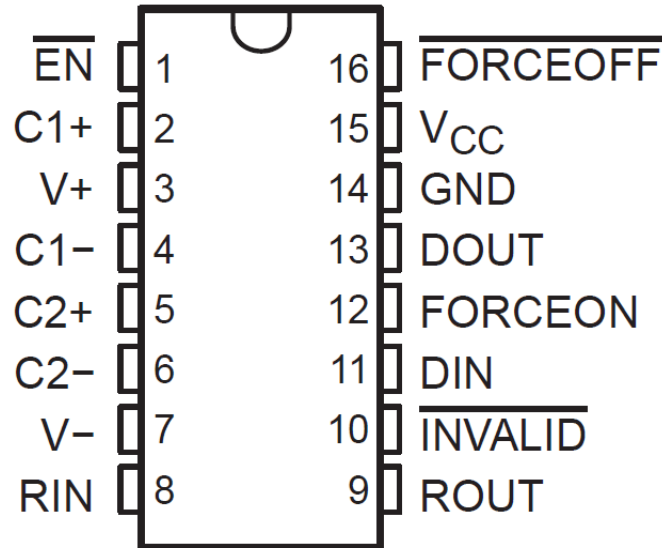 EN 1 16 FORCEOFF
C1+ 2 15 VCC
V+ 3 14 GND
C1− 4 13 DOUT
C2+ 5 12 FORCEON
C2− 6 11 DIN
V− 7 10 INVALID
RIN 8 9 ROUT